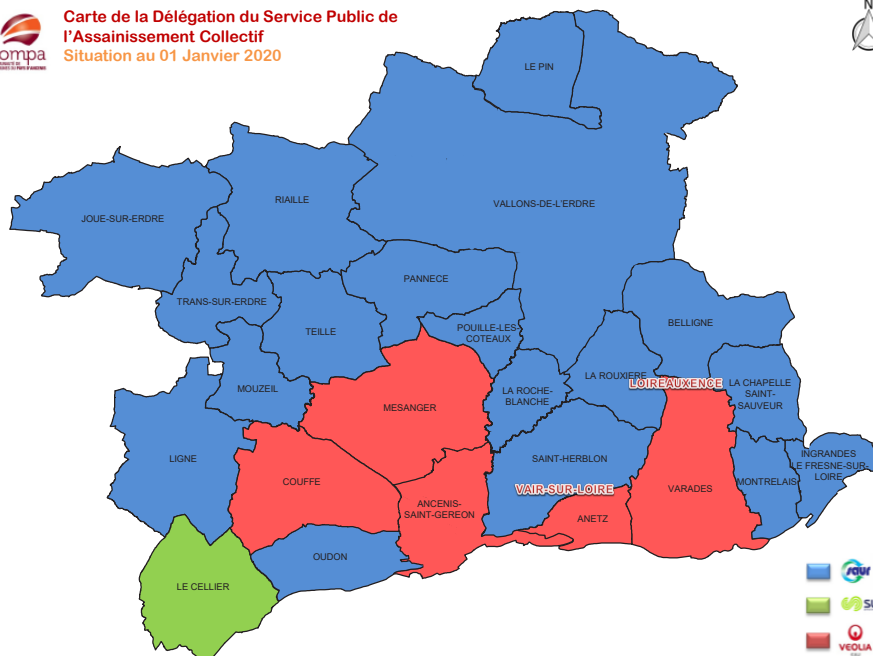 Carte de la Délégation du Service Public de
l'Assainissement Collectif
Situation au 01 Janvier 2020
ompa
N
LE PIN
RIAILLE
VALLONS-DE-L'ERDRE
JOUE-SUR-ERDRE
PANNECE
TRANS-SUR-ERDRE
TEILLE
POUILLE-LES-
COTEAUX
BELLIGNE
MOUZEIL
LA ROUXIERE
LOIREAUXENCE
LA CHAPELLE
SAINT-
SAUVEUR
LA ROCHE-
BLANCHE
MESANGER
LIGNE
SAINT-HERBLON
INGRANDES
LE FRESNE-SUR-
LOIRE
COUFFE
VAIR-SUR-LOIRE
VARADES
MONTRELAIS
ANCENIS-
SAINT-GEREON
ANETZ
OUDON
LE CELLIER
saur
SU
VEOLIA